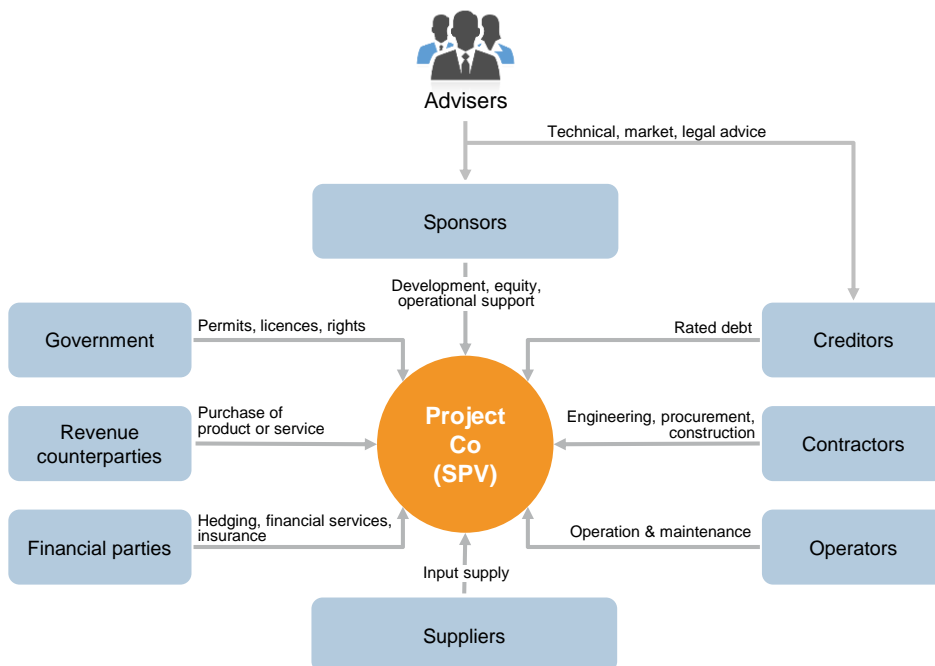 Advisers
Technical, market, legal advice
Sponsors
Development, equity,
operational support
Government
Permits, licences, rights
Rated debt
Creditors
Revenue
counterparties
Purchase of
product or service
Project
Co
(SPV)
Engineering, procurement,
construction
Contractors
Financial parties
Hedging, financial services,
insurance
Operation & maintenance
Operators
Input supply
Suppliers